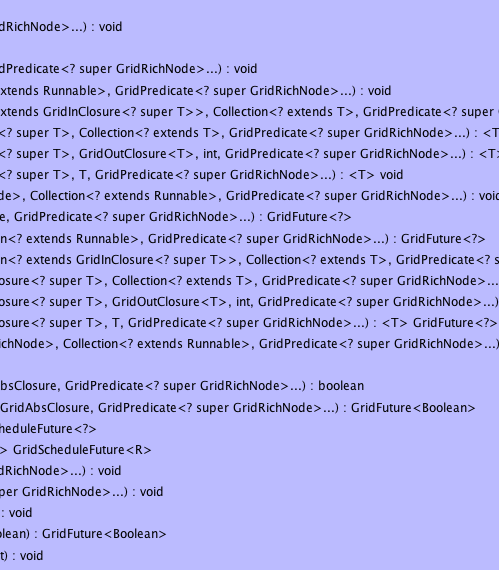 dRichNode>...) : void
dPredicate<? super GridRichNode>...) : void
extends Runnable>, GridPredicate<? super GridRichNode>...) : void
extends GridInClosure<? super T>>, Collection<? extends T>, GridPredicate<? super
<? super T>, Collection<? extends T>, GridPredicate<? super GridRichNode>...) : <T
<? super T>, GridOutClosure<T>, int, GridPredicate<? super GridRichNode>...) : <T>
<? super T>, T, GridPredicate<? super GridRichNode>...) : <T> void
de>, Collection<? extends Runnable>, GridPredicate<? super GridRichNode>...) : void
e, GridPredicate<? super GridRichNode>...) : GridFuture<?>
n<? extends Runnable>, GridPredicate<? super GridRichNode>...) : GridFuture<?>
n<? extends GridInClosure<? super T>>, Collection<? extends T>, GridPredicate<? s
osure<? super T>, Collection<? extends T>, GridPredicate<? super GridRichNode>...
osure<? super T>, GridOutClosure<T>, int, GridPredicate<? super GridRichNode>...)
osure<? super T>, T, GridPredicate<? super GridRichNode>...) : <T> GridFuture<?>
ichNode>, Collection<? extends Runnable>, GridPredicate<? super GridRichNode>...)
AbsClosure, GridPredicate<? super GridRichNode>...) : boolean
GridAbsClosure, GridPredicate<? super GridRichNode>...) : GridFuture<Boolean>
heduleFuture<?>
> GridScheduleFuture<R>
dRichNode>...) : void
per GridRichNode>...) : void
: void
olean) : GridFuture<Boolean>
t) : void